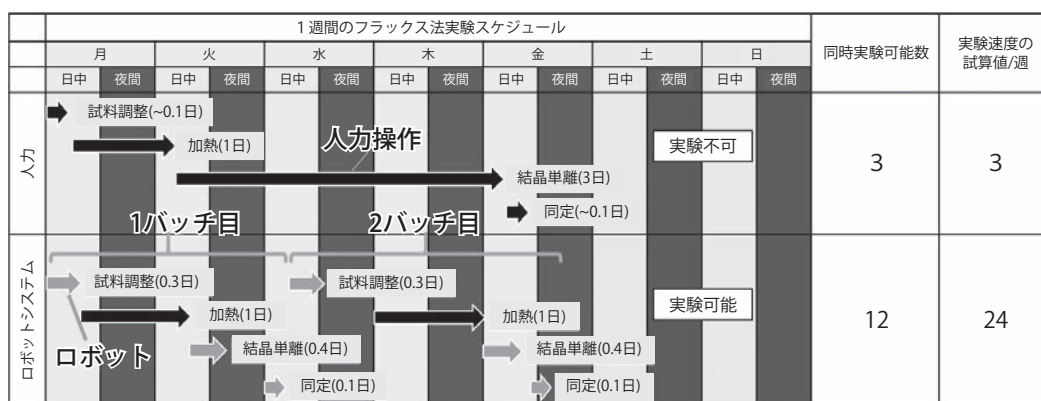 1週間のフラックス法実験スケジュール
同時実験可能数
実験速度の
試算値/週
月 火 水 木 金 土 日
日中 夜間 日中 夜間 日中 夜間 日中 夜間 日中 夜間 日中 夜間 日中 夜間
人力
試料調整(~0.1日)
加熱(1日)
人力操作
結晶単離(3日)
同定(~0.1日)
実験不可
3
3
ロボットシステム
1バッチ目
2バッチ目
試料調整(0.3日)
試料調整(0.3日)
加熱(1日)
加熱(1日)
ロボット
結晶単離(0.4日)
結晶単離(0.4日)
同定(0.1日)
同定(0.1日)
実験可能
12
24